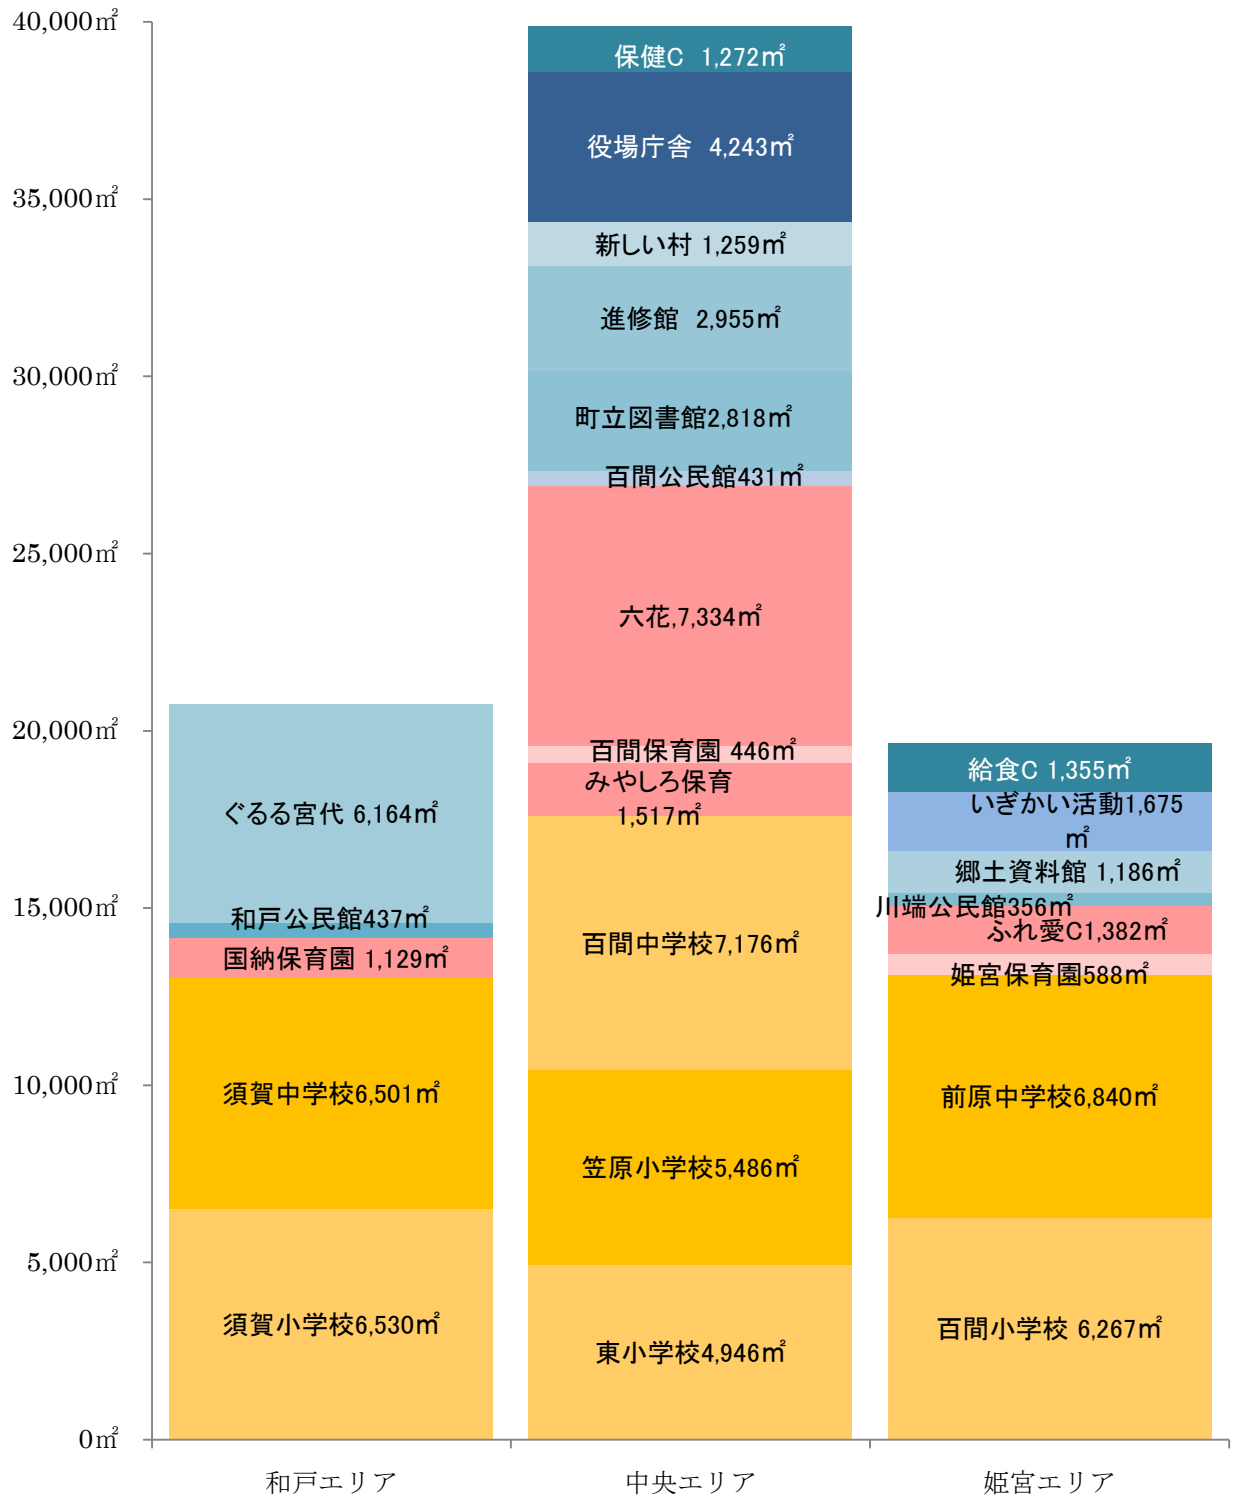 40,000㎡
35,000㎡
30,000㎡
25,000㎡
20,000㎡
15,000㎡
10,000㎡
5,000㎡
0㎡
ぐるる宮代 6,164㎡
和戸公民館437㎡
国納保育園 1,129㎡
須賀中学校6,501㎡
須賀小学校6,530㎡
保健C 1,272㎡
役場庁舎 4,243㎡
新しい村 1,259㎡
進修館 2,955㎡
町立図書館2,818㎡
百間公民館431㎡
六花,7,334㎡
百間保育園 446㎡
みやしろ保育
1,517㎡
百間中学校7,176㎡
笠原小学校5,486㎡
東小学校4,946㎡
給食C 1,355㎡
いぎかい活動1,675
㎡
郷土資料館 1,186㎡
川端公民館356㎡
ふれ愛C1,382㎡
姫宮保育園588㎡
前原中学校6,840㎡
百間小学校 6,267㎡
和戸エリア
中央エリア
姫宮エリア